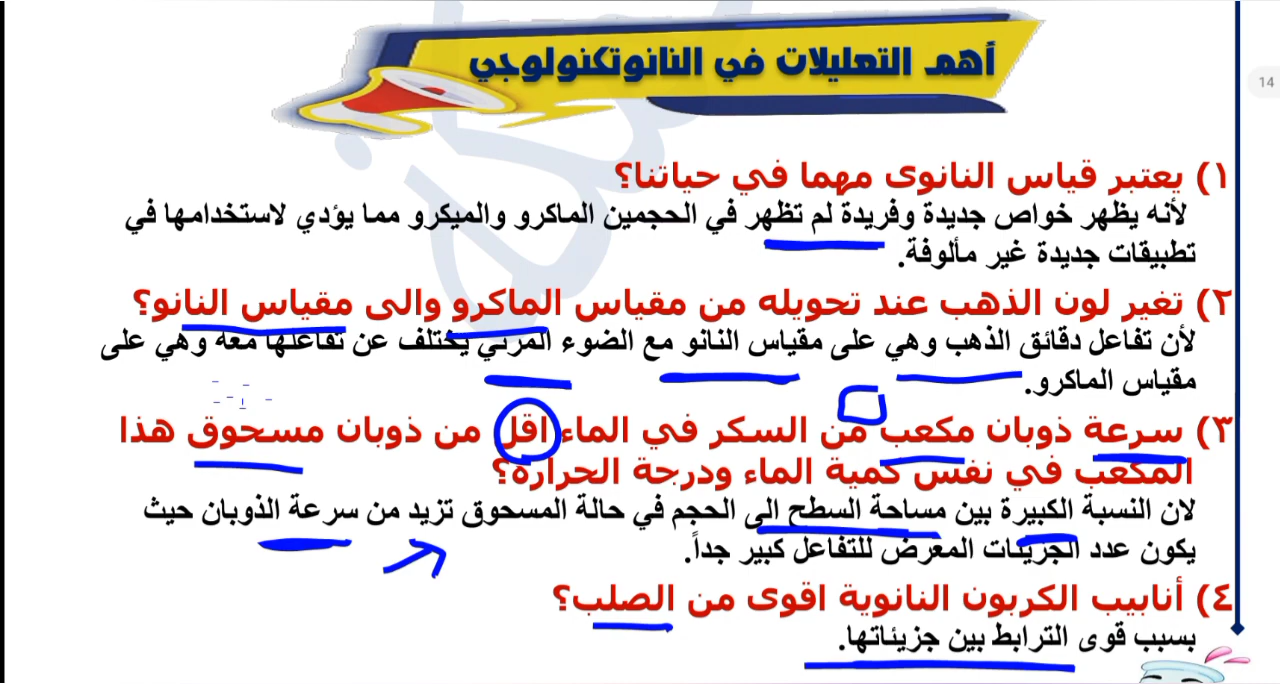 أهم التعليلات في النانوتكنولوجي
14
١) يعتبر قياس النانوى مهما في حياتنا؟
لأنه يظهر خواص جديدة وفريدة لم تظهر في الحجمين الماكرو والميكرو مما يؤدي لاستخدامها في
تطبيقات جديدة غير مألوفة.
٢) تغير لون الذهب عند تحويله من مقياس الماكرو والى مقياس النانو؟
لأن تفاعل دقائق الذهب وهي على مقياس النانو مع الضوء المرئي يختلف عن تفاعلها معه وهي على
مقياس الماكرو.
٣) سرعة ذوبان مكعب من السكر في الماء اقل من ذوبان مسحوق هذا
المكعب في نفس كمية الماء ودرجة الحرارة؟
لان النسبة الكبيرة بين مساحة السطح الى الحجم في حالة المسحوق تزيد من سرعة الذوبان حيث
يكون عدد الجزيئات المعرض للتفاعل كبير جداً.
٤) أنابيب الكربون النانوية اقوى من الصلب؟
بسبب قوى الترابط بين جزيئاتها.